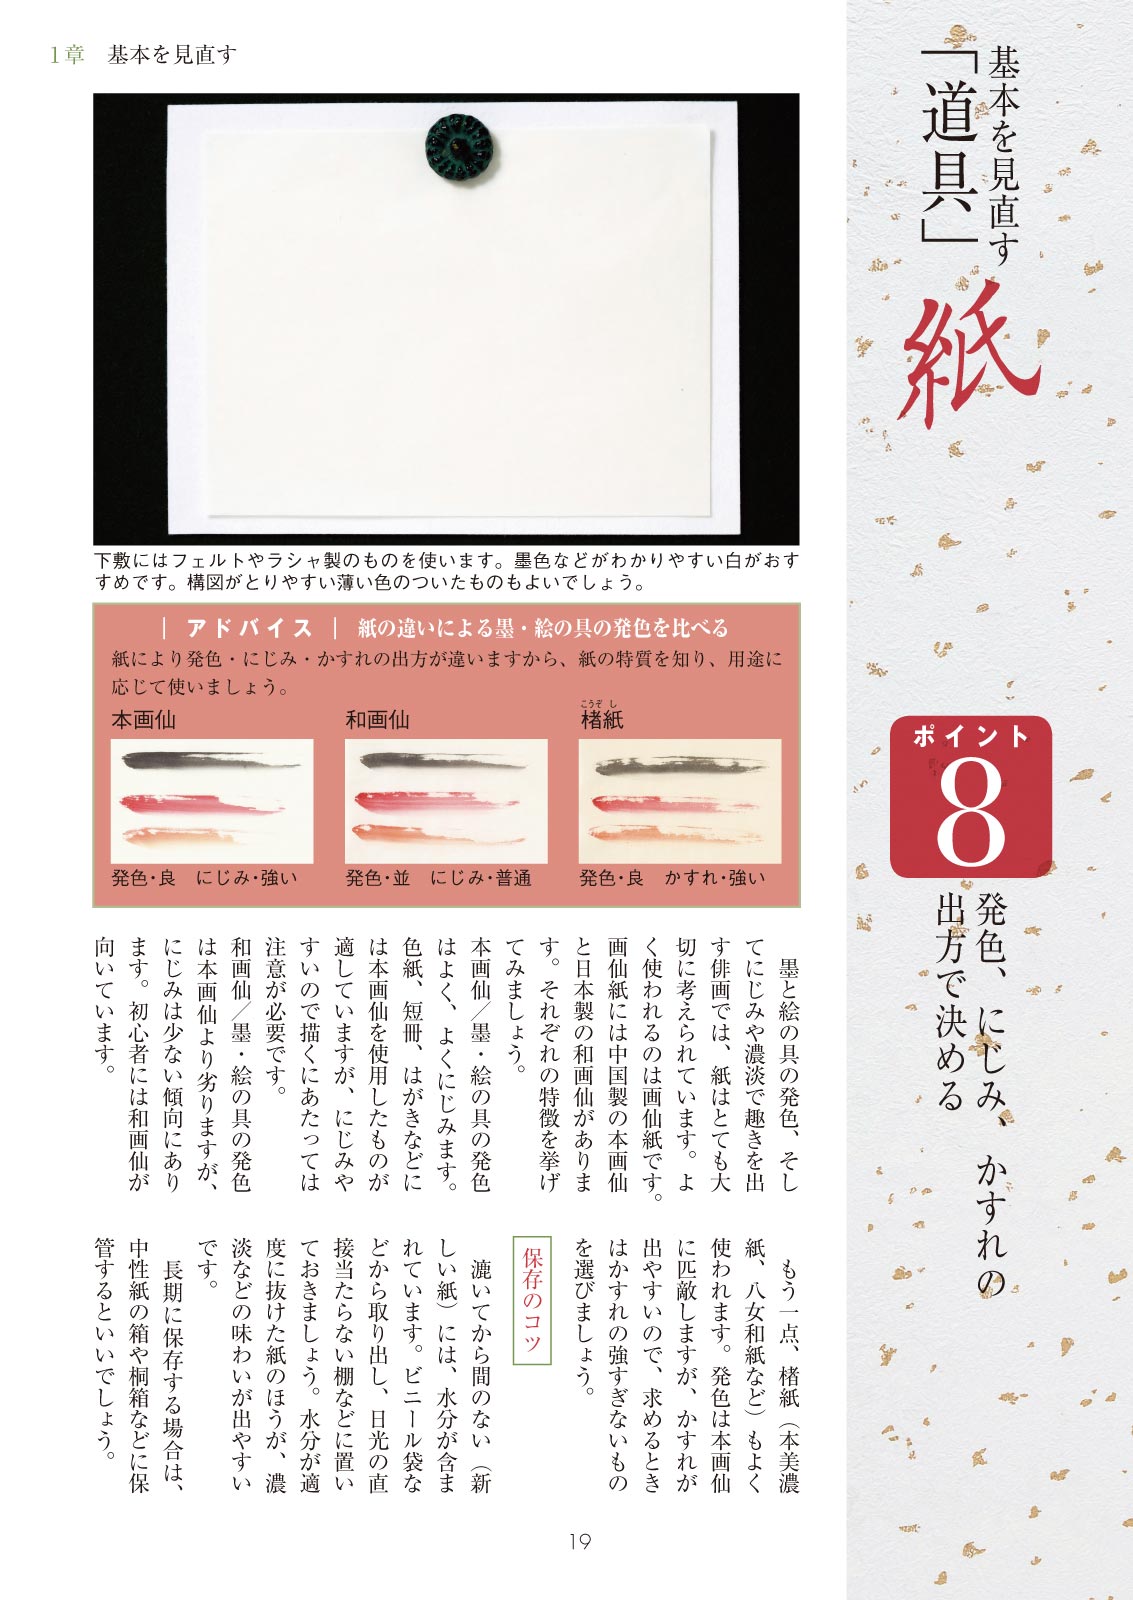 1章　基本を見直す
基本を見直す
「道具」
紙
ポイント
8
発色、にじみ、かすれの
出方で決める
下敷にはフェルトやラシャ製のものを使います。墨色などがわかりやすい白がおす
すめです。構図がとりやすい薄い色のついたものもよいでしょう。
｜ アドバイス ｜ 紙の違いによる墨・絵の具の発色を比べる
紙により発色・にじみ・かすれの出方が違いますから、紙の特質を知り、用途に
応じて使いましょう。
本画仙
発色・良　にじみ・強い
和画仙
発色・並　にじみ・普通
こうぞ し
楮紙
発色・良　かすれ・強い
墨と絵の具の発色、そし
てにじみや濃淡で趣きを出
す俳画では、紙はとても大
切に考えられています。よ
く使われるのは画仙紙です。
画仙紙には中国製の本画仙
と日本製の和画仙がありま
す。それぞれの特徴を挙げ
てみましょう。
本画仙／墨・絵の具の発色
はよく、よくにじみます。
色紙、短冊、はがきなどに
は本画仙を使用したものが
適していますが、にじみや
すいので描くにあたっては
注意が必要です。
和画仙／墨・絵の具の発色
は本画仙より劣りますが、
にじみは少ない傾向にあり
ます。初心者には和画仙が
向いています。
もう一点、楮紙（本美濃
紙、八女和紙など）もよく
使われます。発色は本画仙
に匹敵しますが、かすれが
出やすいので、求めるとき
はかすれの強すぎないもの
を選びましょう。
保存のコツ
漉いてから間のない（新
しい紙）には、水分が含ま
れています。ビニール袋な
どから取り出し、日光の直
接当たらない棚などに置い
ておきましょう。水分が適
度に抜けた紙のほうが、濃
淡などの味わいが出やすい
です。
長期に保存する場合は、
中性紙の箱や桐箱などに保
管するといいでしょう。
19